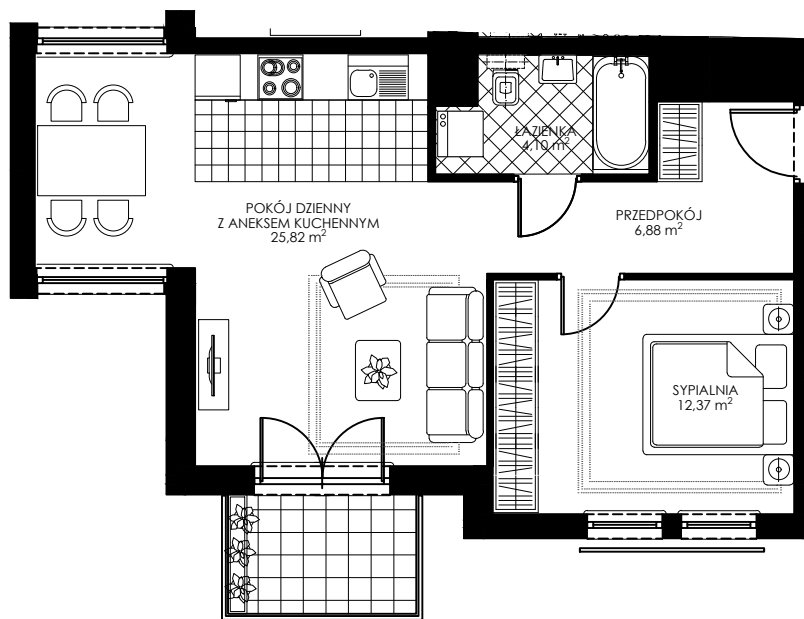 ŁAZIENKA
4,10 m²
POKÓJ DZIENNY
Z ANEKSEM KUCHENNYM
25,82 m²
PRZEDPOKÓJ
6,88 m²
SYPIALNIA
12,37 m²